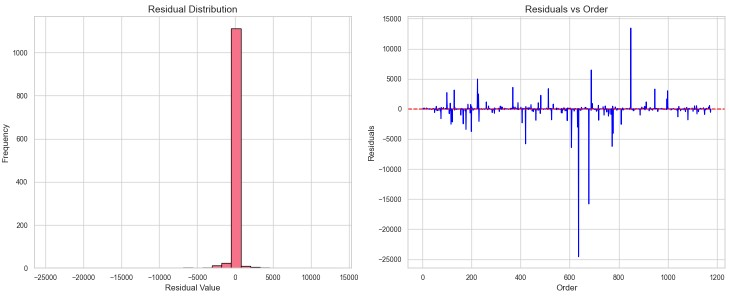 Residual Distribution
1000
800
600
400
200
0
−25000 −20000 −15000 −10000 −5000 0 5000 10000 15000
Frequency
Residual Value
Residuals vs Order
15000
10000
5000
0
−5000
−10000
−15000
−20000
−25000
0 200 400 600 800 1000 1200
Residuals
Order